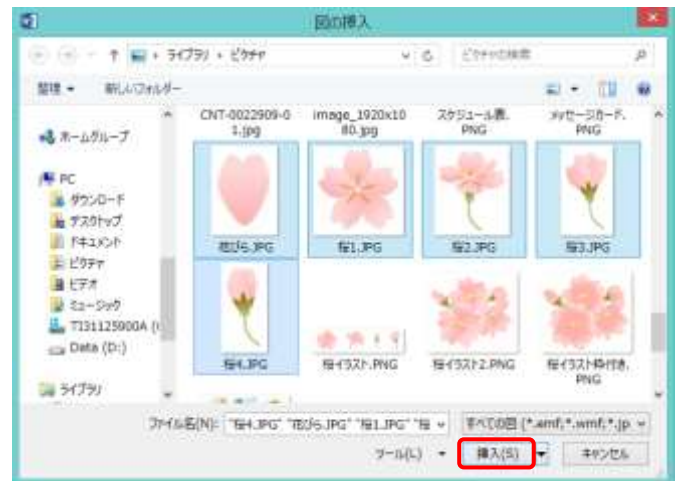 図の挿入
ライブラリ ▸ ピクチャ
ピクチャの検索
整理
新しいフォルダー
CNT-0022909-01.jpg
image_1920x1080.jpg
スケジュール表.PNG
メッセージカード.PNG
ホームグループ
PC
ダウンロード
デスクトップ
ドキュメント
ピクチャ
ビデオ
ミュージック
TI31125900A (
Data (D:)
ライブラリ
花びら.JPG
桜1.JPG
桜2.JPG
桜3.JPG
桜4.JPG
桜イラスト.PNG
桜イラスト2.PNG
桜イラスト枠付き.PNG
ファイル名(N):
"桜4.JPG" "花びら.JPG" "桜1.JPG" "桜
すべての図 (*.emf;*.wmf;*.jp
ツール(L)
挿入(S)
キャンセル